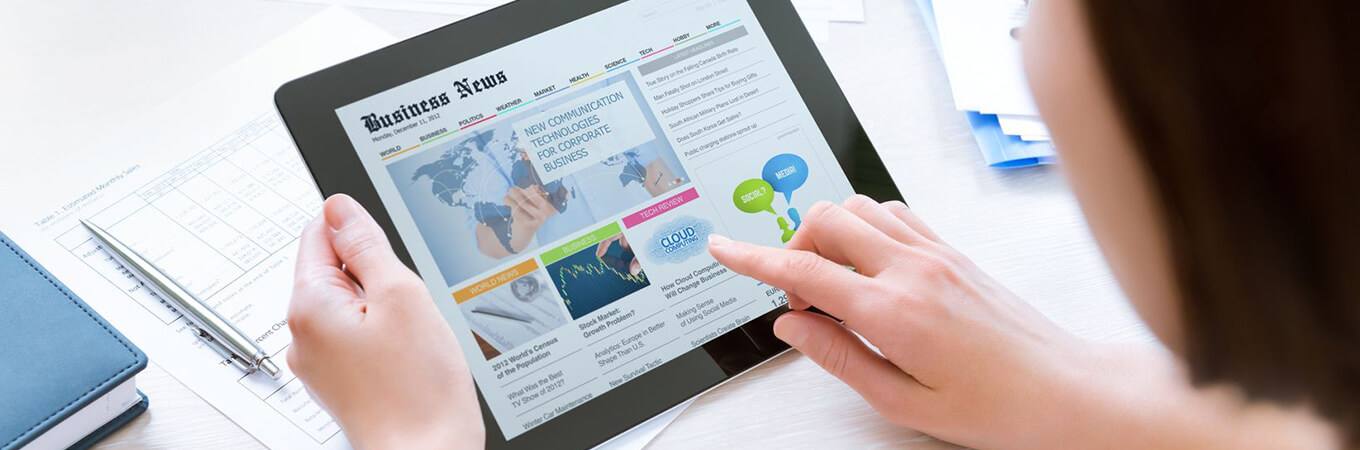 Business News
Monday, December 11, 2012
WORLD
BUSINESS
POLITICS
WEATHER
MARKET
HEALTH
SCIENCE
TECH
HOBBY
MORE
NEW COMMUNICATION
TECHNOLOGIES
FOR CORPORATE
BUSINESS
True Story on the Falling Canada Birth Rate
Man Fatally Shot on London Street
Holiday Shoppers Share Tips for Buying Gifts
South African Military Plans Lost in Desert
Does South Korea Get Sales?
Public charging stations sprout up
SOCIAL?
MEDIA!
WORLD NEWS
2012 World's Census
of the Population
What Was the Best
TV Show of 2012?
Winter Car Maintenance
BUSINESS
Stock Market:
Growth Problem?
Analytics: Europe in Better
Shape Than U.S.
New Survival Tactic
TECH REVIEW
CLOUD
COMPUTING
How Cloud Computing
Will Change Business
Making Sense
of Using Social Media
Scientists Create Brain
Table 1. Estimated Monthly Sales